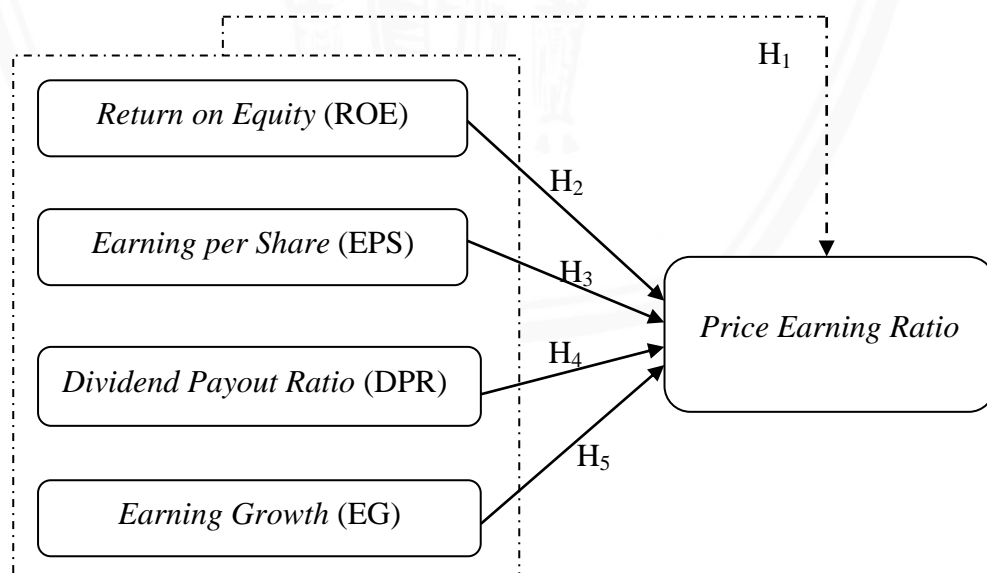 H₁
Return on Equity (ROE)
H₂
Earning per Share (EPS)
H₃
Price Earning Ratio
H₄
Dividend Payout Ratio (DPR)
H₅
Earning Growth (EG)